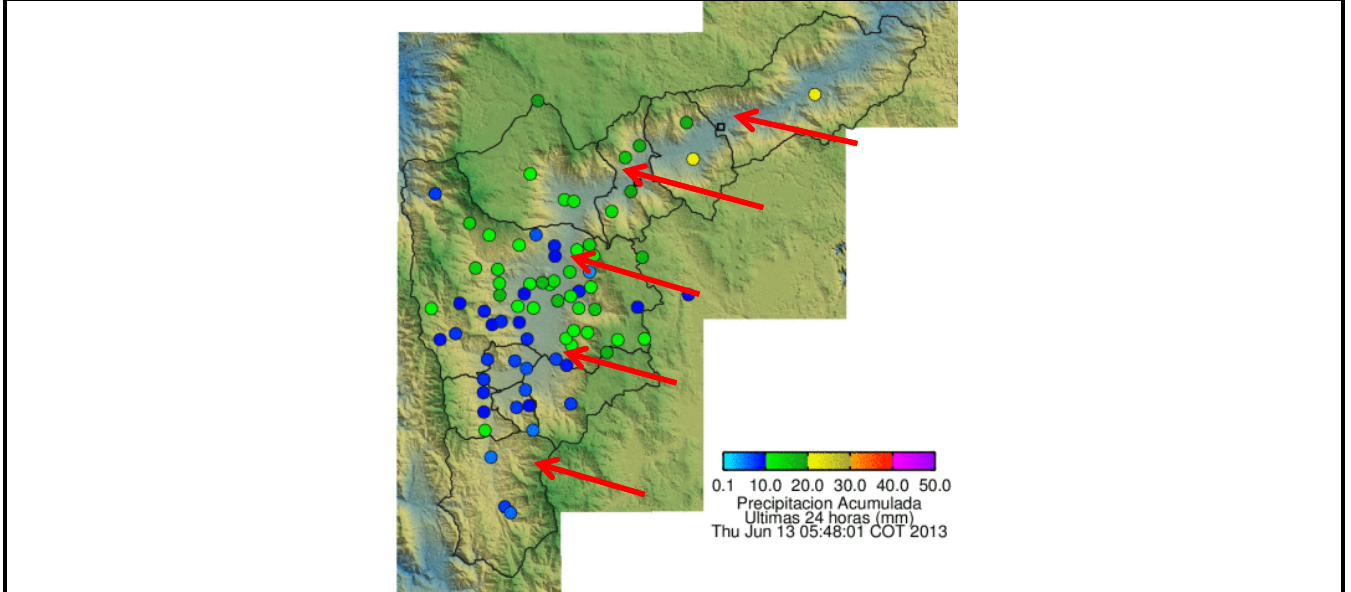 0.1 10.0 20.0 30.0 40.0 50.0
Precipitacion Acumulada
Ultimas 24 horas (mm)
Thu Jun 13 05:48:01 COT 2013